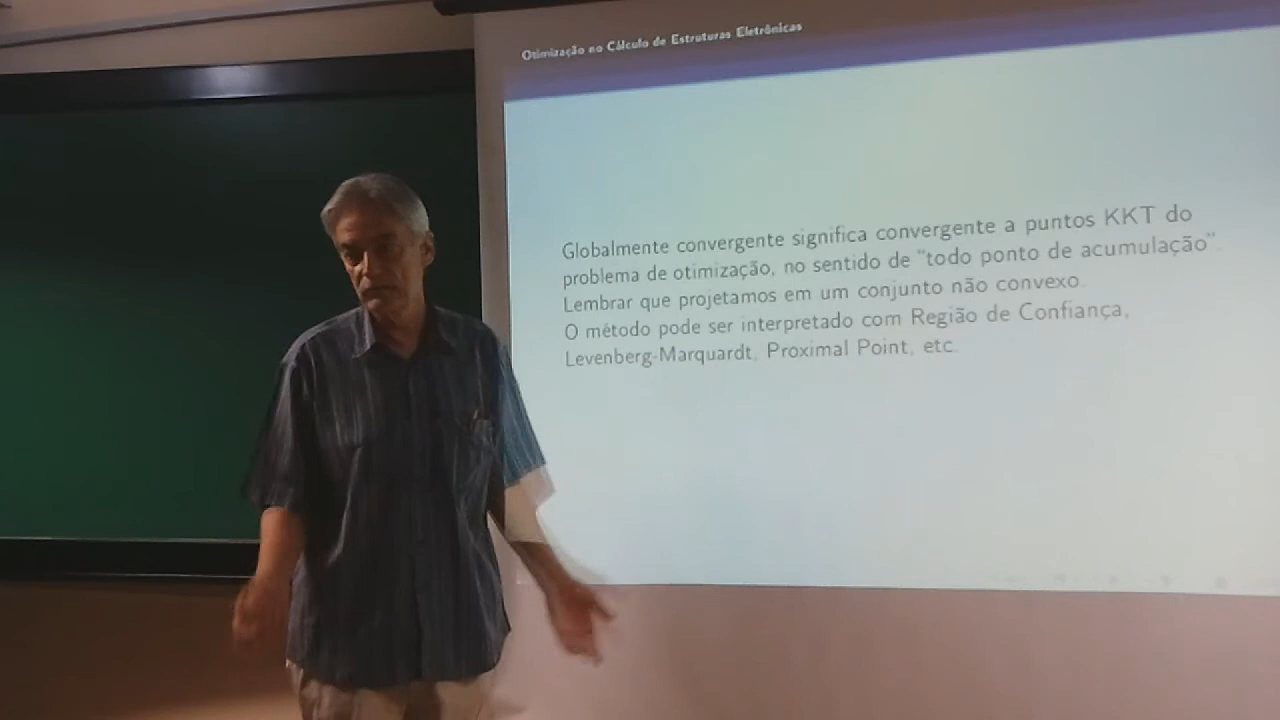 Otimização no Cálculo de Estruturas Eletrônicas
Globalmente convergente significa convergente a puntos KKT do
problema de otimização, no sentido de "todo ponto de acumulação".
Lembrar que projetamos em um conjunto não convexo.
O método pode ser interpretado com Região de Confiança,
Levenberg-Marquardt, Proximal Point, etc.